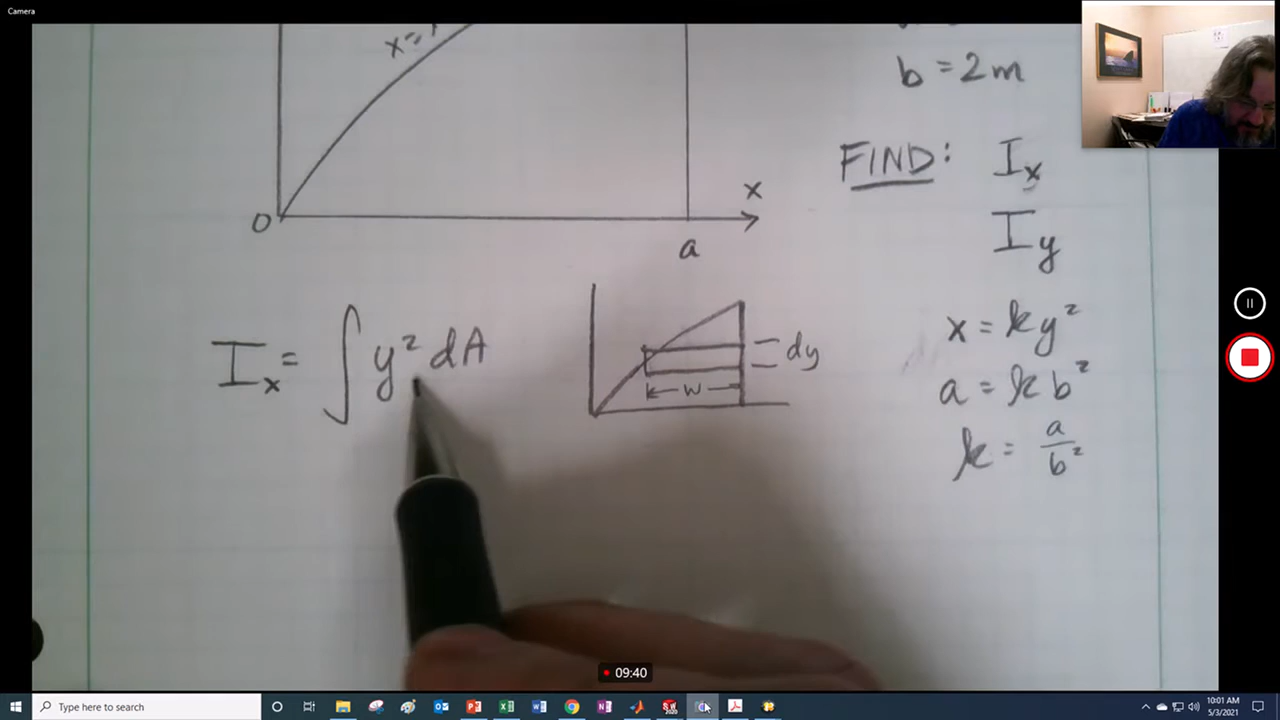 Camera
x =
b = 2m
FIND: Ix
Iy
x
0
a
Ix = ∫ y² dA
dy
w
x = ky²
a = kb²
k = a/b²
09:40
Type here to search
10:01 AM
5/3/2021